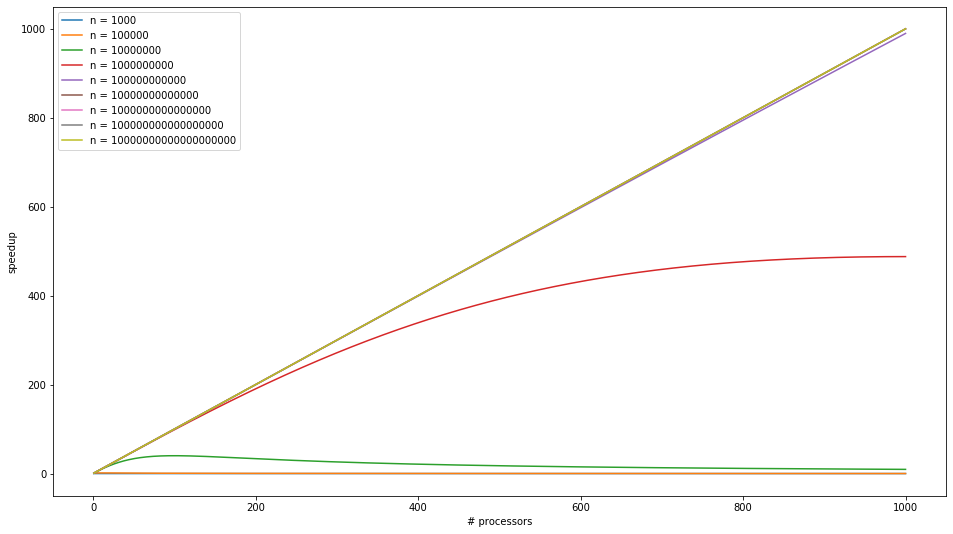 1000
800
600
400
200
0
n = 1000
n = 100000
n = 10000000
n = 1000000000
n = 100000000000
n = 10000000000000
n = 1000000000000000
n = 100000000000000000
n = 10000000000000000000
speedup
0 200 400 600 800 1000
# processors